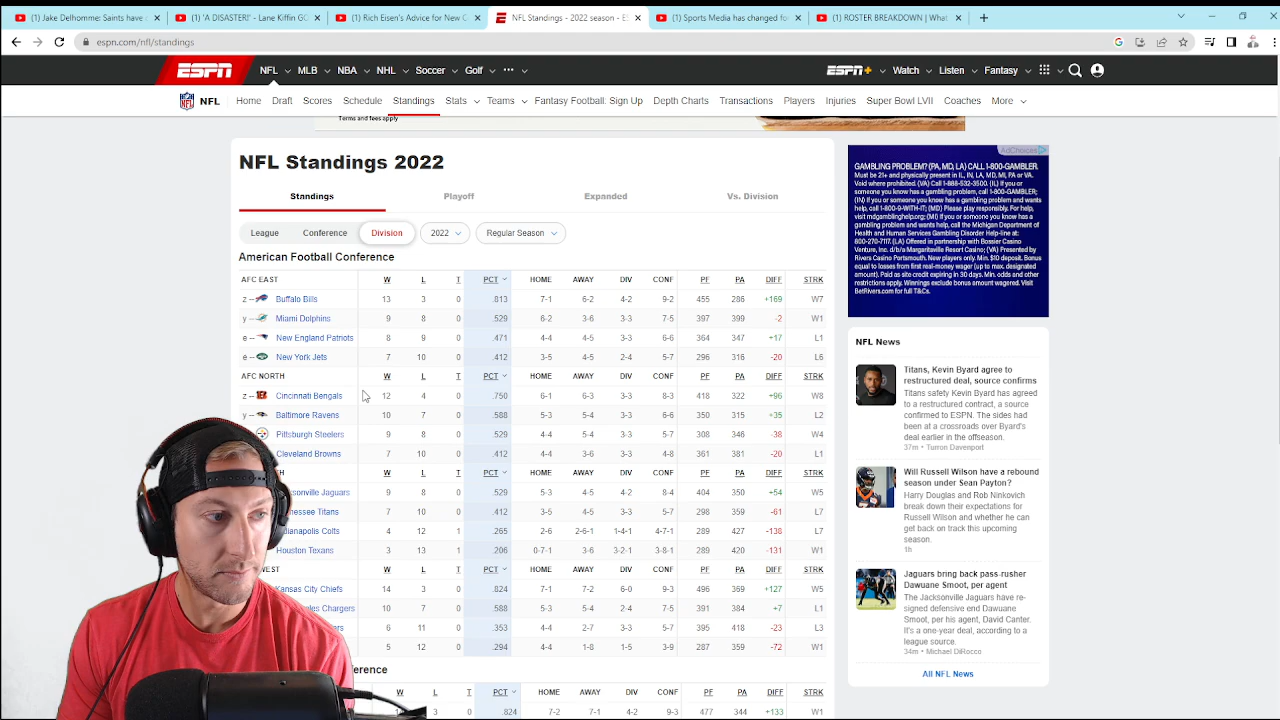 Jake Delhomme: Saints have
'A DISASTER!' - Lane Kiffin GO
Rich Eisen's Advice for New C
NFL Standings - 2022 season - ES
Sports Media has changed for
ROSTER BREAKDOWN | What
espn.com/nfl/standings
ESPN NFL MLB NBA NHL Soccer Golf ESPN+ Watch Listen Fantasy
NFL Home Draft Scores Schedule Standings Stats Teams Fantasy Football: Sign Up Depth Charts Transactions Players Injuries Super Bowl LVII Coaches More
Terms and fees apply
NFL Standings 2022
Standings Playoff Expanded Vs. Division
Conference Division 2022 Regular Season
American Football Conference
AFC EAST W L T PCT HOME AWAY DIV CONF PF PA DIFF STRK
z -- Buffalo Bills 13 3 0 .813 7-1 6-2 4-2 9-2 455 286 +169 W7
y -- Miami Dolphins 9 8 0 .529 6-2 3-6 3-3 7-5 397 399 -2 W1
e -- New England Patriots 8 9 0 .471 4-4 4-5 3-3 6-6 364 347 +17 L1
e -- New York Jets 7 10 0 .412 3-5 4-5 2-4 5-7 296 316 -20 L6
AFC NORTH W L T PCT HOME AWAY DIV CONF PF PA DIFF STRK
z -- Cincinnati Bengals 12 4 0 .750 6-1 6-3 3-3 8-3 418 322 +96 W8
y -- Baltimore Ravens 10 7 0 .588 5-3 5-4 3-3 6-6 350 315 +35 L2
Pittsburgh Steelers 9 8 0 .529 4-4 5-4 3-3 5-7 308 346 -38 W4
Cleveland Browns 7 10 0 4-4 3-6 3-3 4-8 361 381 -20 L1
H W L T PCT HOME AWAY DIV CONF PF PA DIFF STRK
sonville Jaguars 9 8 0 .529 5-3 4-5 4-2 8-4 404 350 +54 W5
essee Titans 7 10 0 .412 3-5 4-5 3-3 5-7 298 359 -61 L7
dianapolis Colts 4 12 1 2-6 2-6-1 1-4-1 4-7-1 289 427 -138 L7
Houston Texans 3 13 1 .206 0-7-1 3-6 3-2-1 3-8-1 289 420 -131 W1
WEST W L T PCT HOME AWAY DIV CONF PF PA DIFF STRK
Kansas City Chiefs 14 3 0 .824 7-1 7-2 6-0 9-3 496 369 +127 W5
les Chargers 10 7 0 .588 5-3 5-4 2-4 7-5 391 384 +7 L1
ers 6 11 0 .353 4-4 2-7 3-3 5-7 395 418 -23 L3
5 12 0 .294 4-4 1-8 1-5 3-9 287 359 -72 W1
nference
W L T PCT HOME AWAY DIV CONF PF PA DIFF STRK
3 0 .824 7-2 7-1 4-2 9-3 477 344 +133 W1
AdChoices
GAMBLING PROBLEM? (PA, MD, LA) CALL 1-800-GAMBLER.
NFL News
Titans, Kevin Byard agree to
restructured deal, source confirms
Titans safety Kevin Byard has
agreed to a restructured contract, a source
confirmed to ESPN. The sides had
been at a crossroads over Byard's
deal earlier in the offseason.
37m • Turron Davenport
Will Russell Wilson have a rebound
season under Sean Payton?
Harry Douglas and Rob Ninkovich
break down their expectations for
Russell Wilson and whether he can
get back on track this upcoming
season.
1h
Jaguars bring back pass-rusher
Dawuane Smoot, per agent
The Jacksonville Jaguars have re-
signed defensive end Dawuane
Smoot, per his agent, David Canter.
It's a one-year deal, according to a
league source.
34m • Michael DiRocco
All NFL News